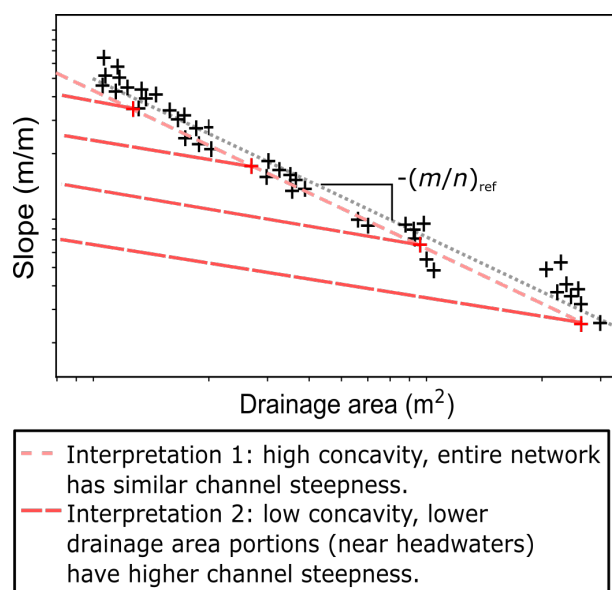 Slope (m/m)
-(m/n)ref
Drainage area (m2)
Interpretation 1: high concavity, entire network
has similar channel steepness.
Interpretation 2: low concavity, lower
drainage area portions (near headwaters)
have higher channel steepness.